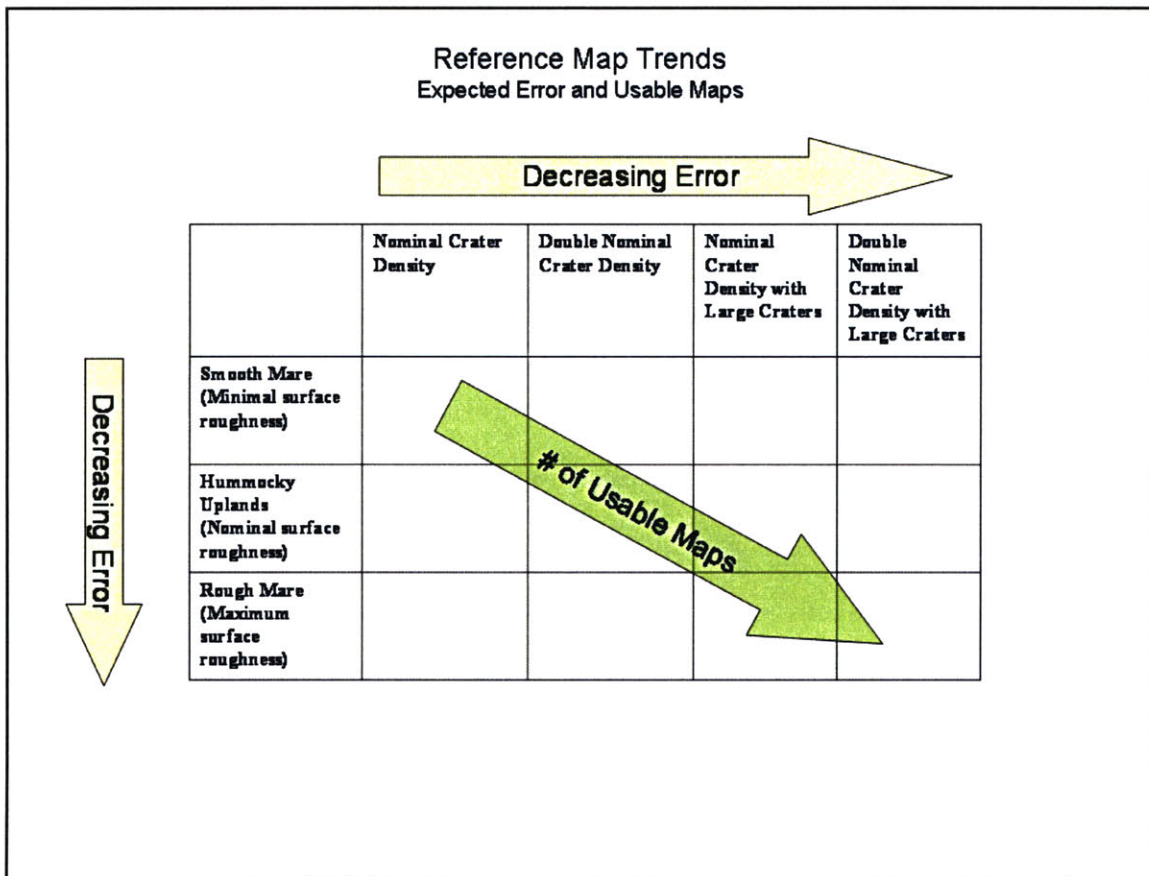 Reference Map Trends
Expected Error and Usable Maps
Decreasing Error
Nominal Crater
Density
Double Nominal
Crater Density
Nominal
Crater
Density with
Large Craters
Double
Nominal
Crater
Density with
Large Craters
Decreasing Error
Smooth Mare
(Minimal surface
roughness)
# of Usable Maps
Hummocky
Uplands
(Nominal surface
roughness)
Rough Mare
(Maximum
surface
roughness)